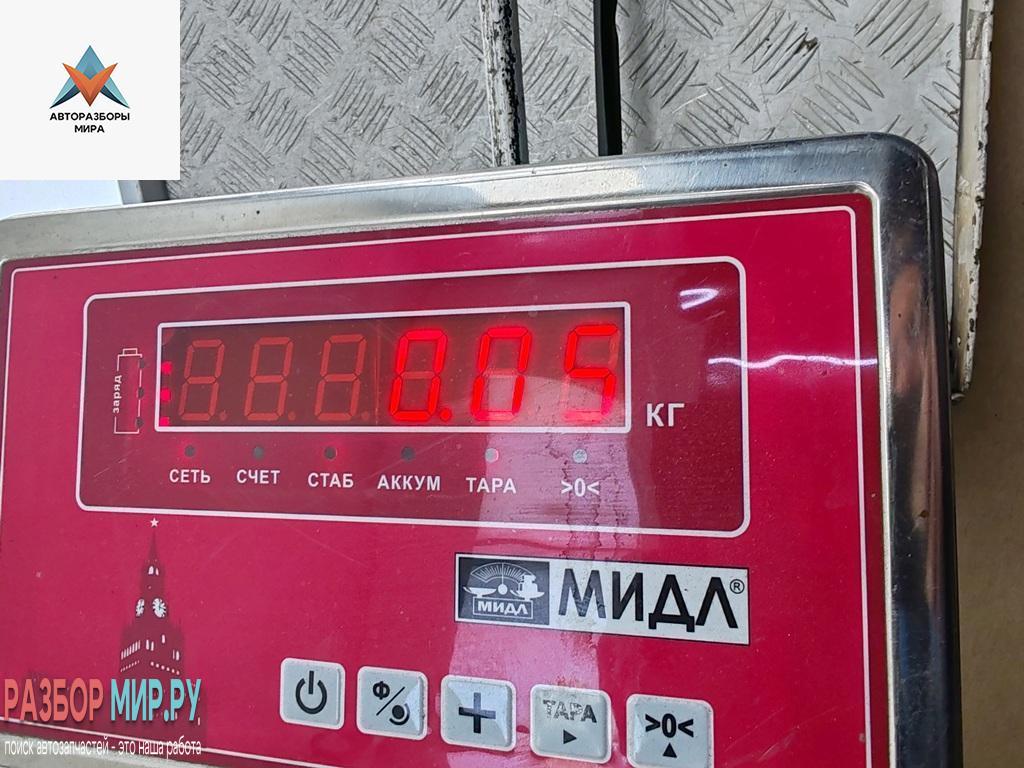 АВТОРАЗБОРЫ
МИРА
заряд
0.05
КГ
СЕТЬ СЧЕТ СТАБ АККУМ ТАРА >0<
МИДЛ
МИДЛ®
Ф
ТАРА
>0<
РАЗБОР МИР.РУ
поиск автозапчастей - это наша работа